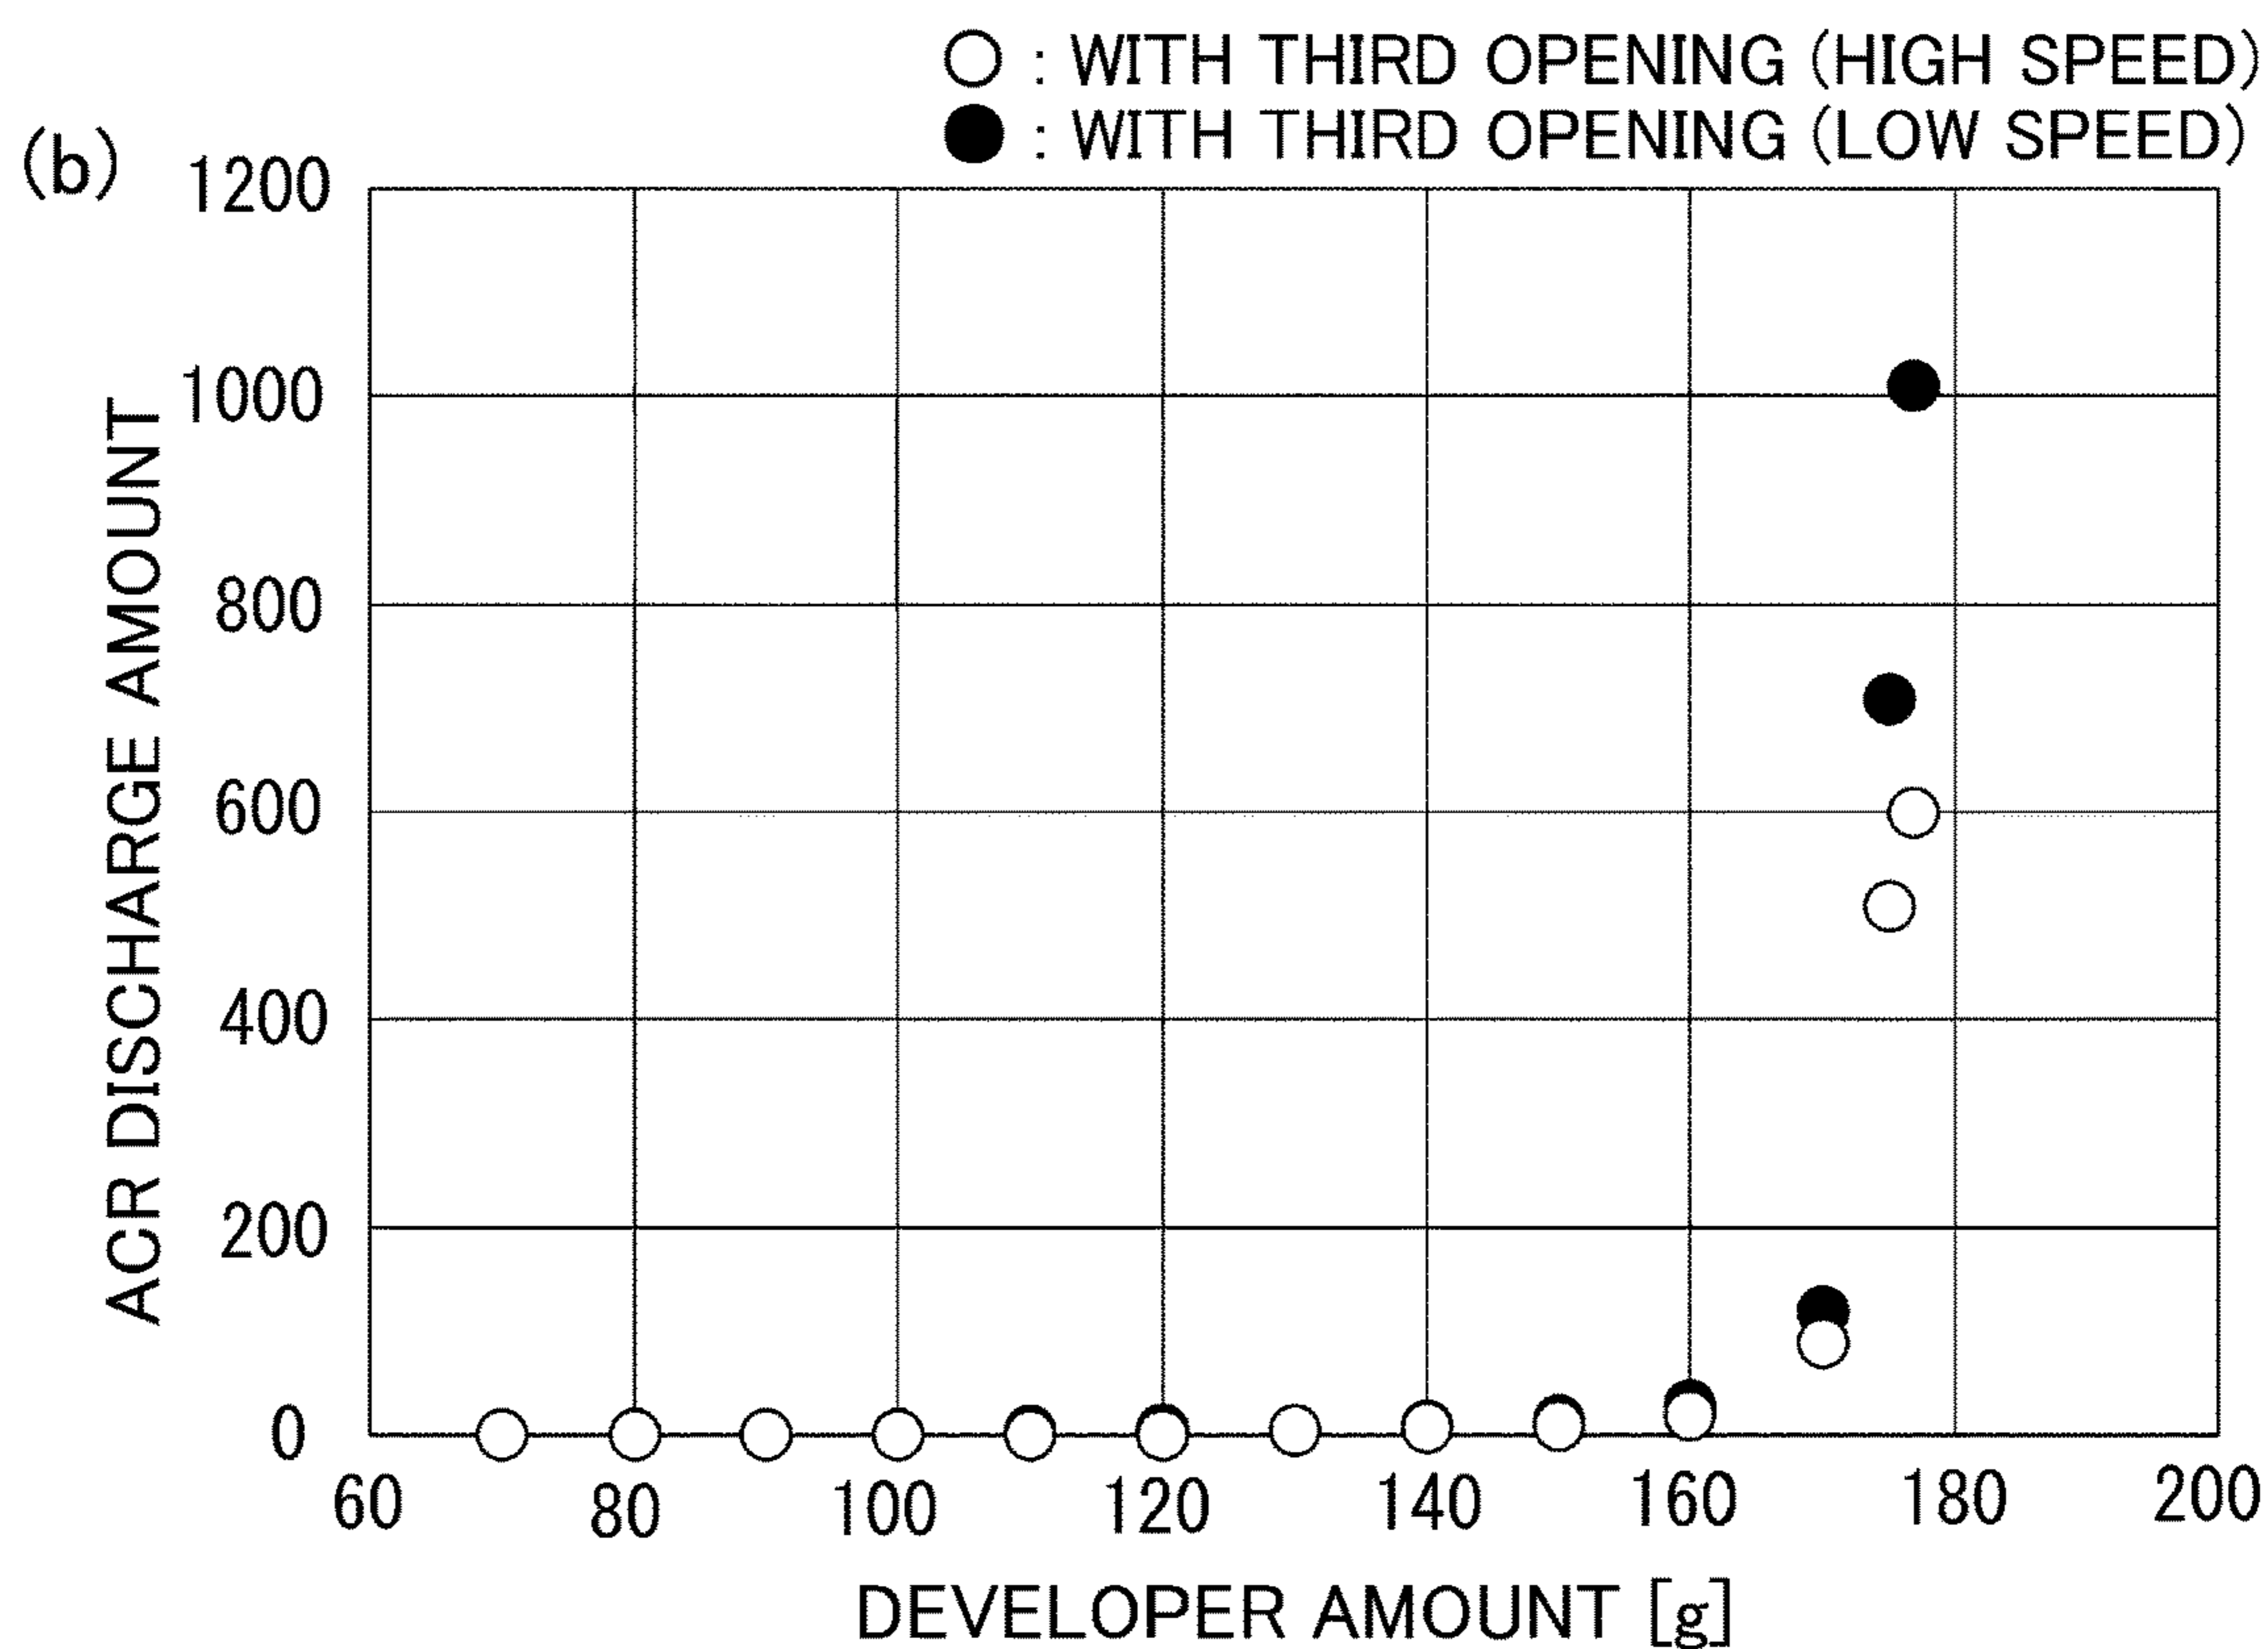 ○ : WITH THIRD OPENING (HIGH SPEED)
● : WITH THIRD OPENING (LOW SPEED)
(b)
1200
1000
800
600
400
200
0
ACR DISCHARGE AMOUNT
60 80 100 120 140 160 180 200
DEVELOPER AMOUNT [g]